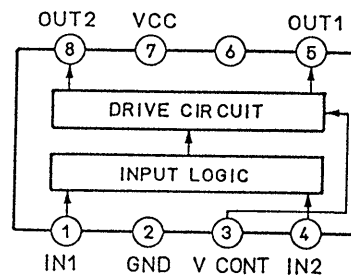 OUT2 VCC OUT1
8 7 6 5
DRIVE CIRCUIT
INPUT LOGIC
1 2 3 4
IN1 GND V CONT IN2